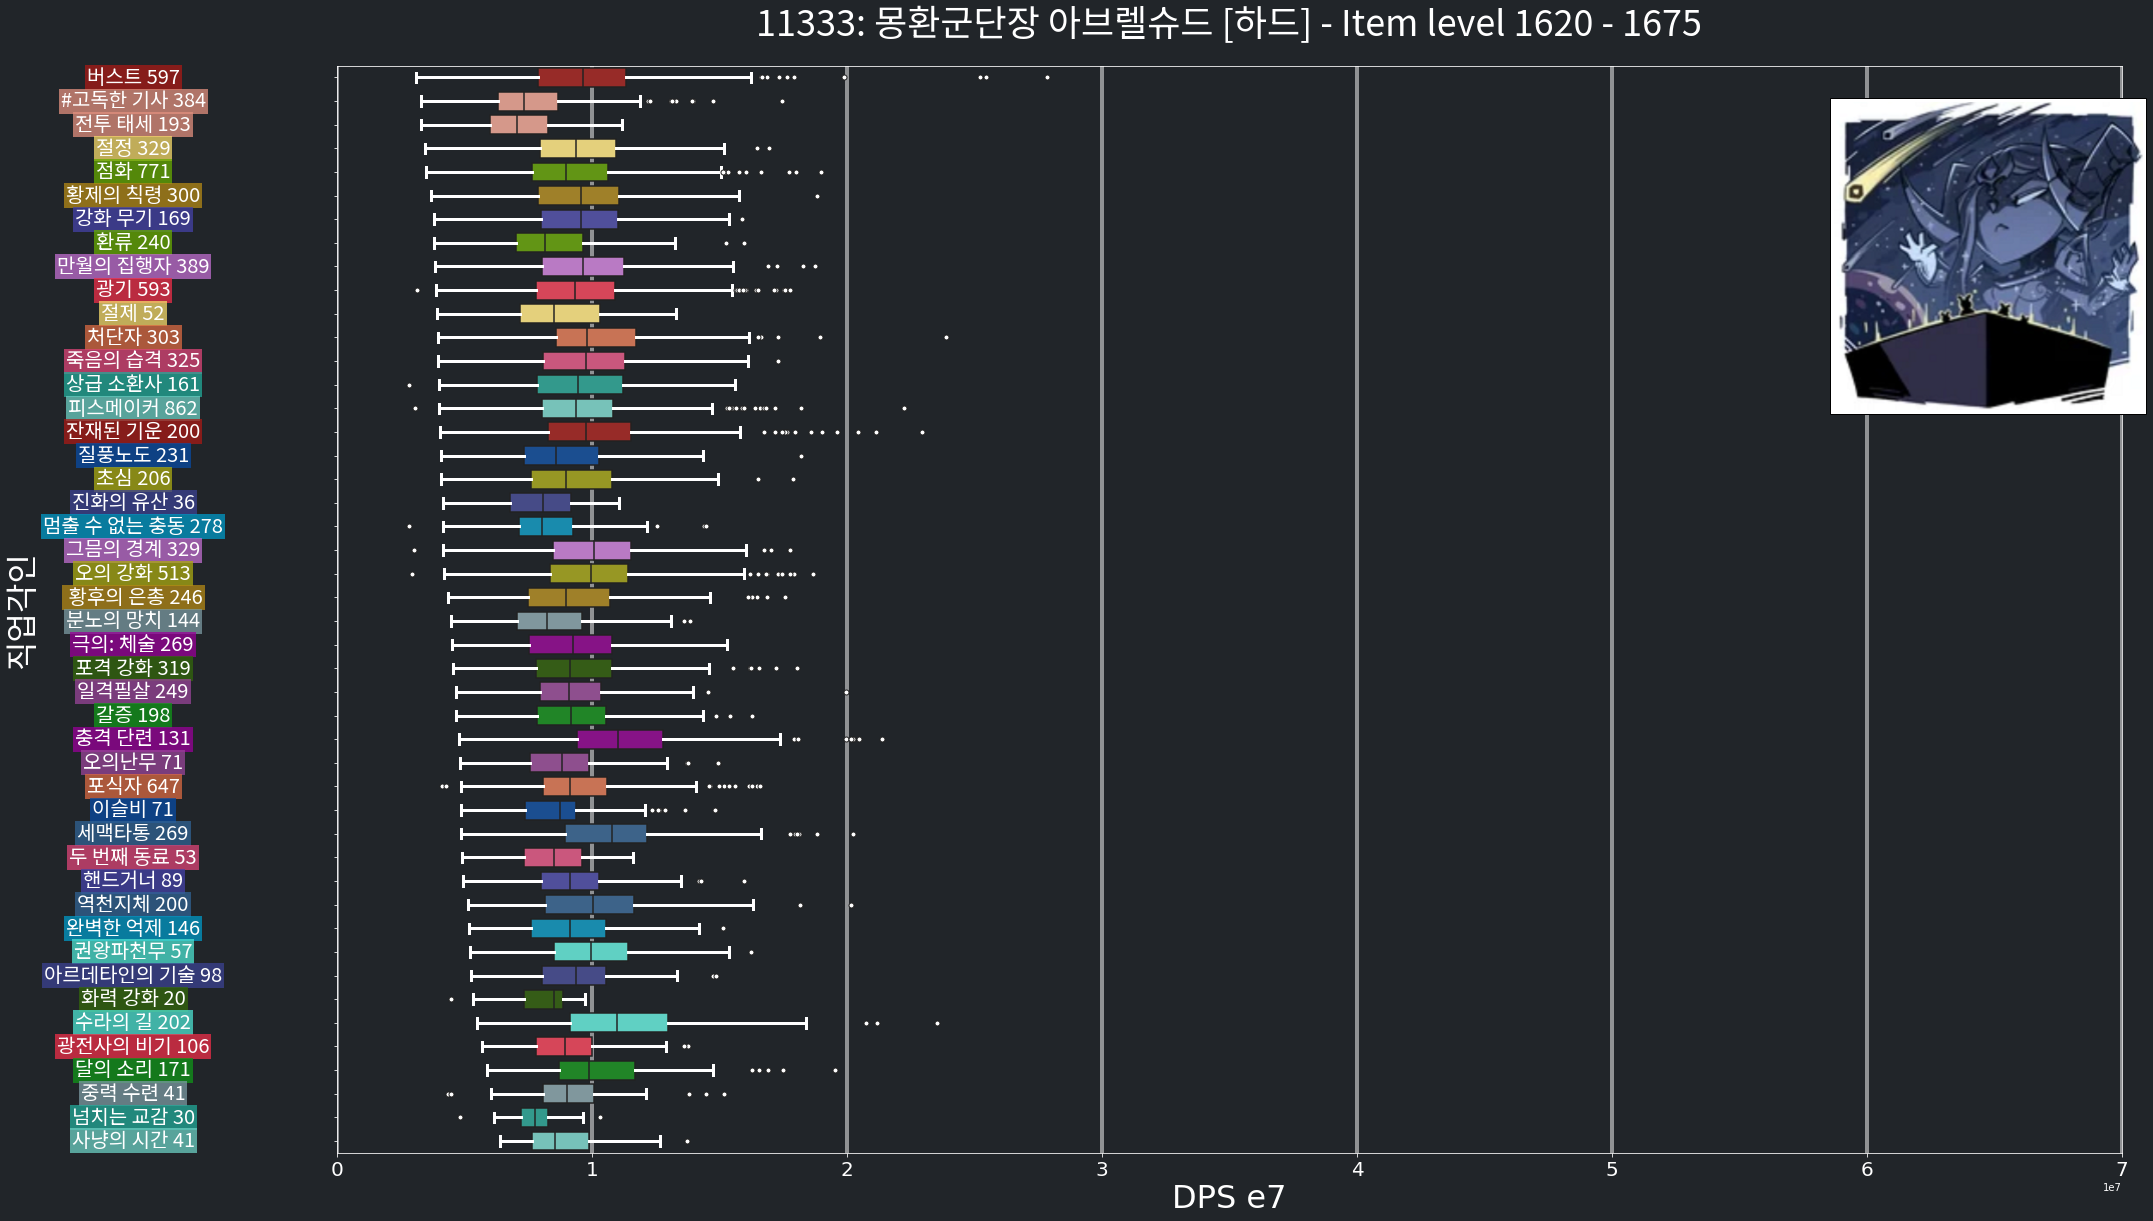 11333: 몽환군단장 아브렐슈드 [하드] - Item level 1620 - 1675
버스트 597
#고독한 기사 384
전투 태세 193
절정 329
점화 771
황제의 칙령 300
강화 무기 169
환류 240
만월의 집행자 389
광기 593
절제 52
처단자 303
죽음의 습격 325
상급 소환사 161
피스메이커 862
잔재된 기운 200
질풍노도 231
초심 206
진화의 유산 36
멈출 수 없는 충동 278
그믐의 경계 329
오의 강화 513
황후의 은총 246
분노의 망치 144
극의: 체술 269
포격 강화 319
일격필살 249
갈증 198
충격 단련 131
오의난무 71
포식자 647
이슬비 71
세맥타통 269
두 번째 동료 53
핸드거너 89
역천지체 200
완벽한 억제 146
권왕파천무 57
아르데타인의 기술 98
화력 강화 20
수라의 길 202
광전사의 비기 106
달의 소리 171
중력 수련 41
넘치는 교감 30
사냥의 시간 41
직업각인
0 1 2 3 4 5 6 7
1e7
DPS e7